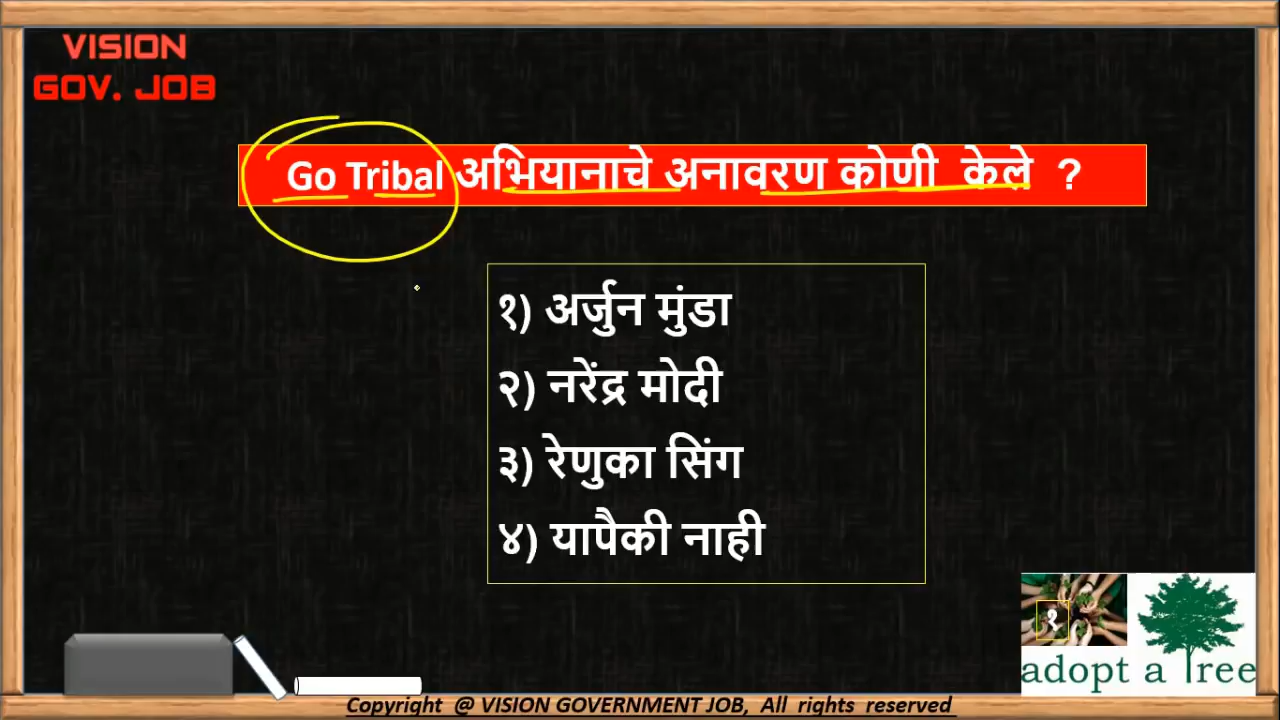 VISION
GOV. JOB
Go Tribal अभियानाचे अनावरण कोणी केले ?
१) अर्जुन मुंडा
२) नरेंद्र मोदी
३) रेणुका सिंग
४) यापैकी नाही
१
adopt a Tree
Copyright @ VISION GOVERNMENT JOB, All rights reserved